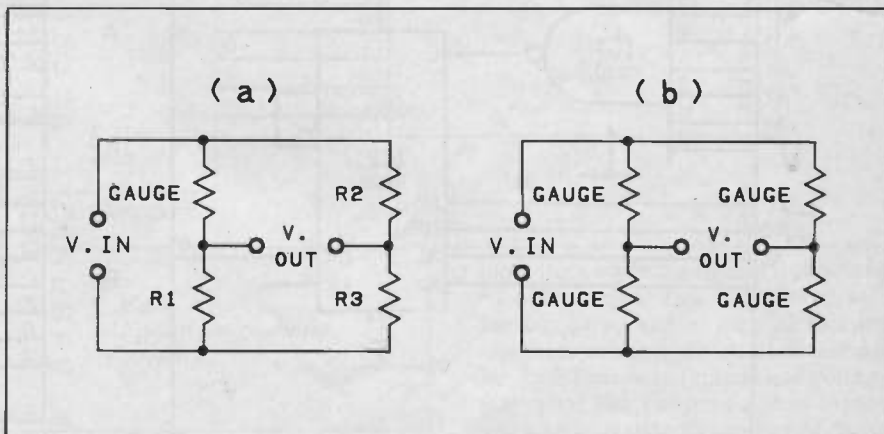 (a)
GAUGE
R2
V. IN
V.
OUT
R1
R3
(b)
GAUGE
GAUGE
V. IN
V.
OUT
GAUGE
GAUGE